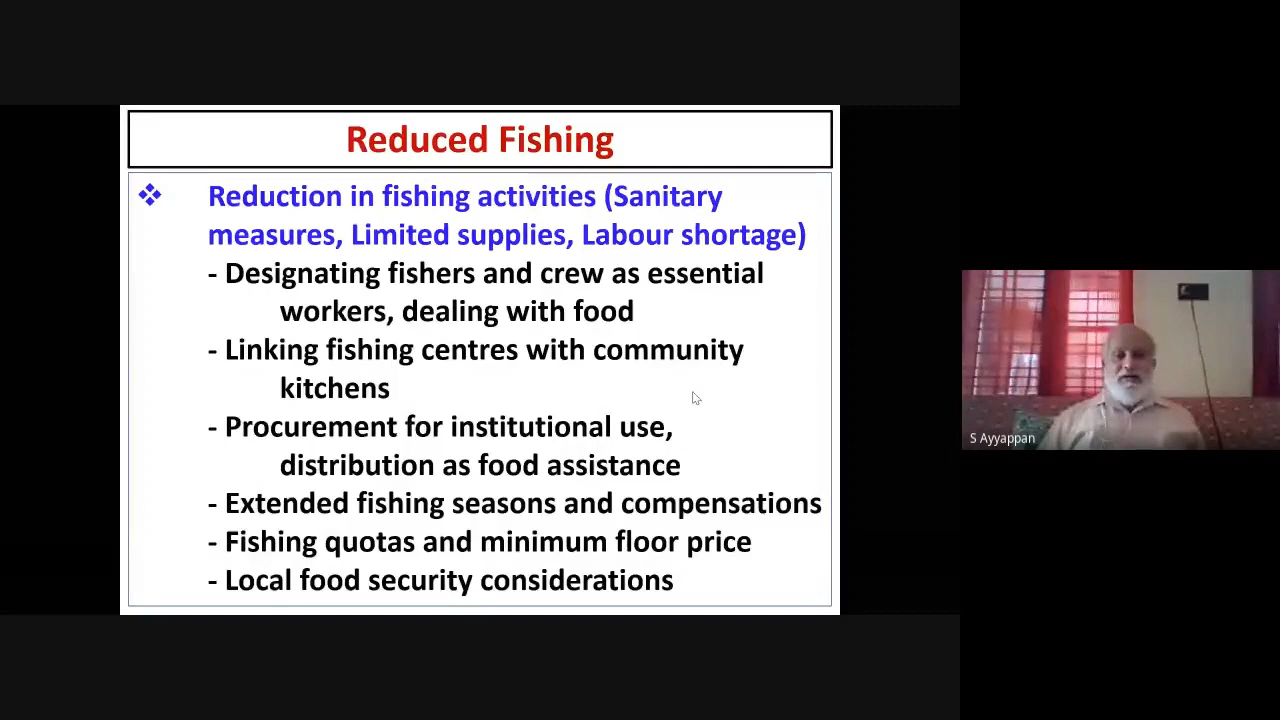 Reduced Fishing
Reduction in fishing activities (Sanitary
measures, Limited supplies, Labour shortage)
- Designating fishers and crew as essential
workers, dealing with food
- Linking fishing centres with community
kitchens
- Procurement for institutional use,
distribution as food assistance
- Extended fishing seasons and compensations
- Fishing quotas and minimum floor price
- Local food security considerations
S Ayyappan